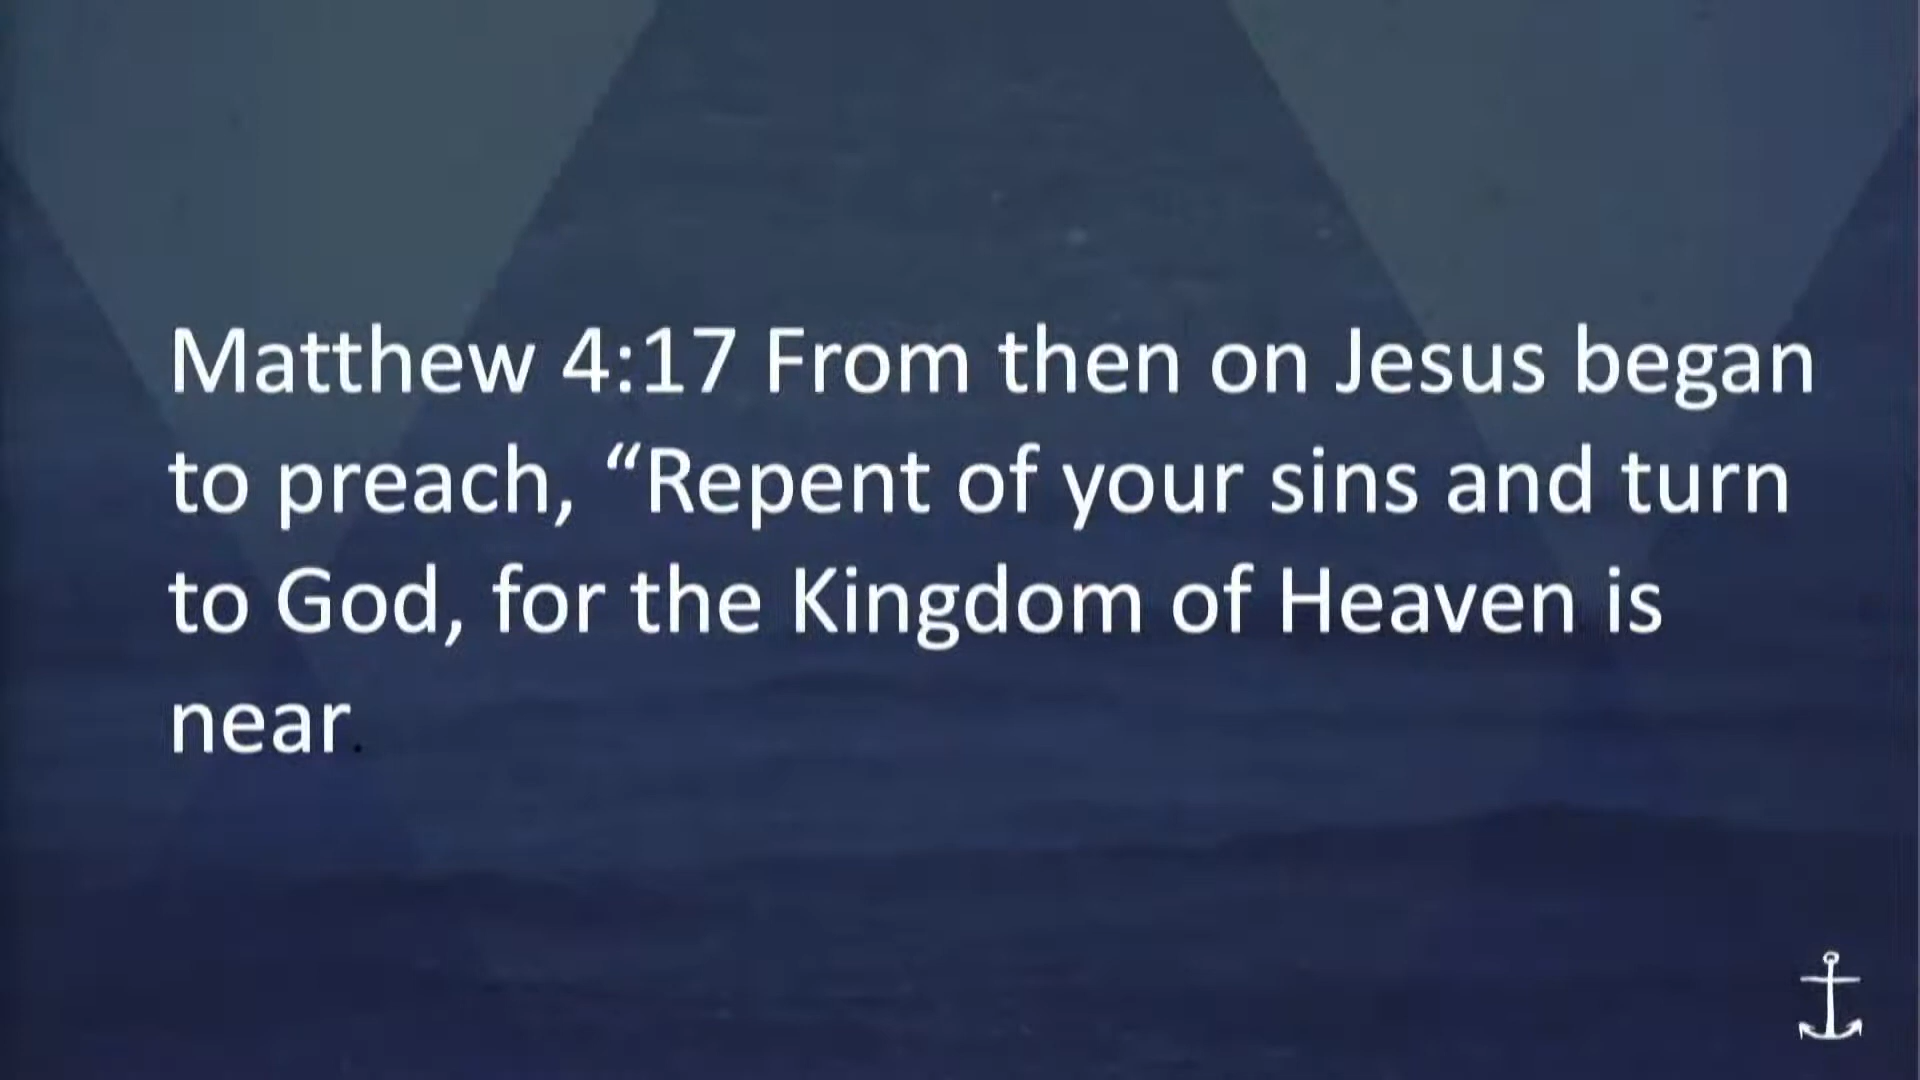 Matthew 4:17 From then on Jesus began
to preach, “Repent of your sins and turn
to God, for the Kingdom of Heaven is
near.